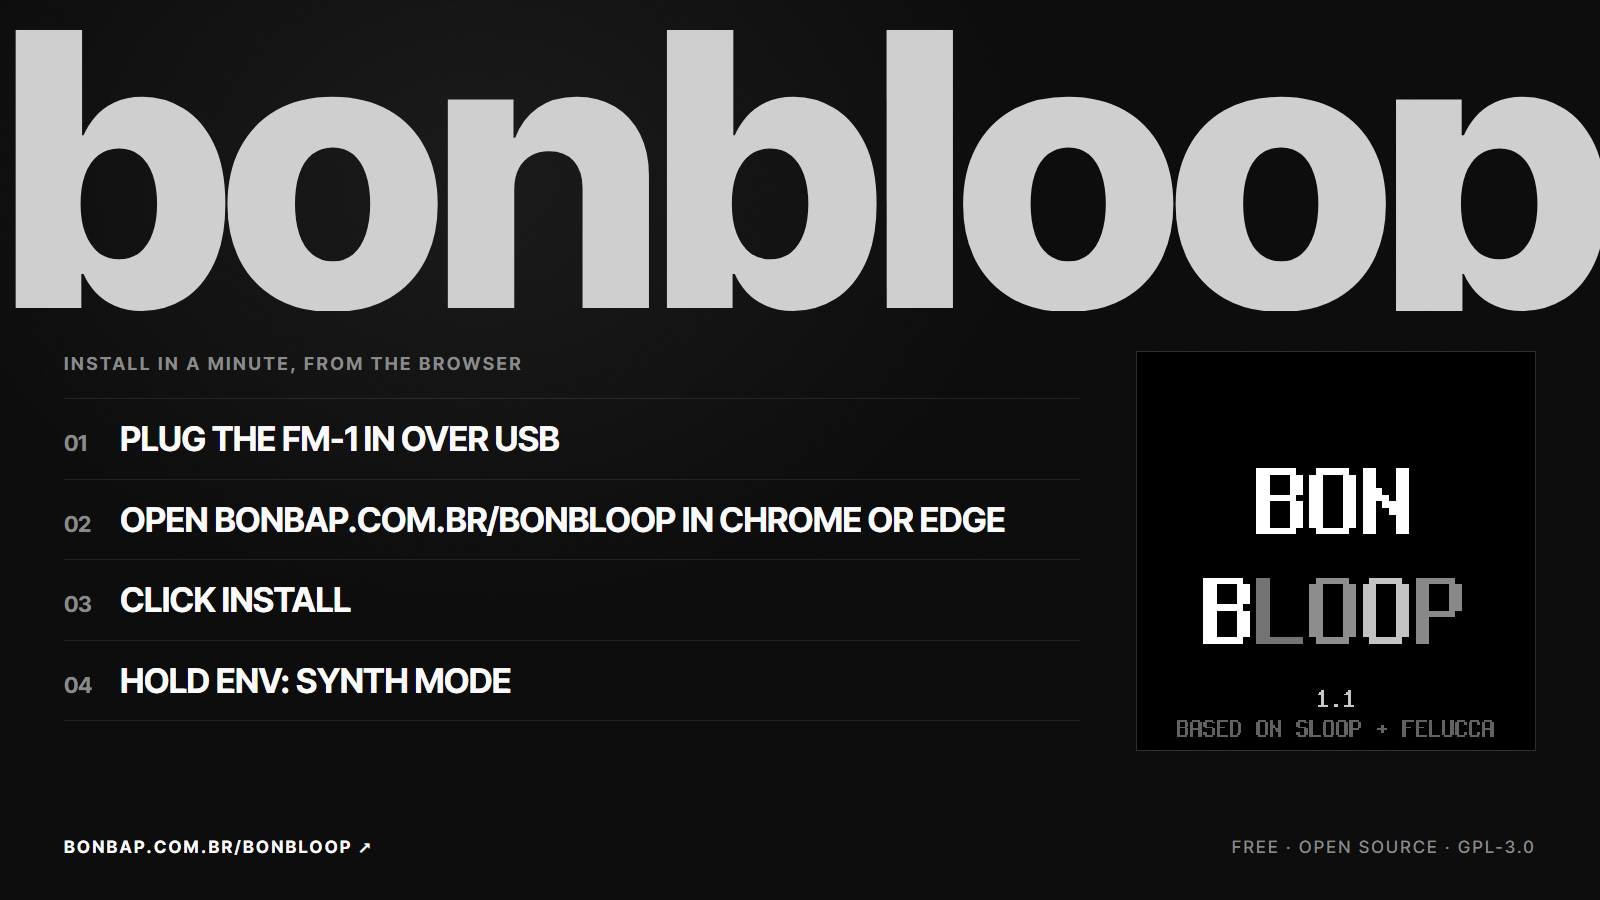 bonbloop
INSTALL IN A MINUTE, FROM THE BROWSER
01 PLUG THE FM-1 IN OVER USB
02 OPEN BONBAP.COM.BR/BONBLOOP IN CHROME OR EDGE
03 CLICK INSTALL
04 HOLD ENV: SYNTH MODE
BON
BLOOP
1.1
BASED ON SLOOP + FELUCCA
BONBAP.COM.BR/BONBLOOP ↗
FREE · OPEN SOURCE · GPL-3.0